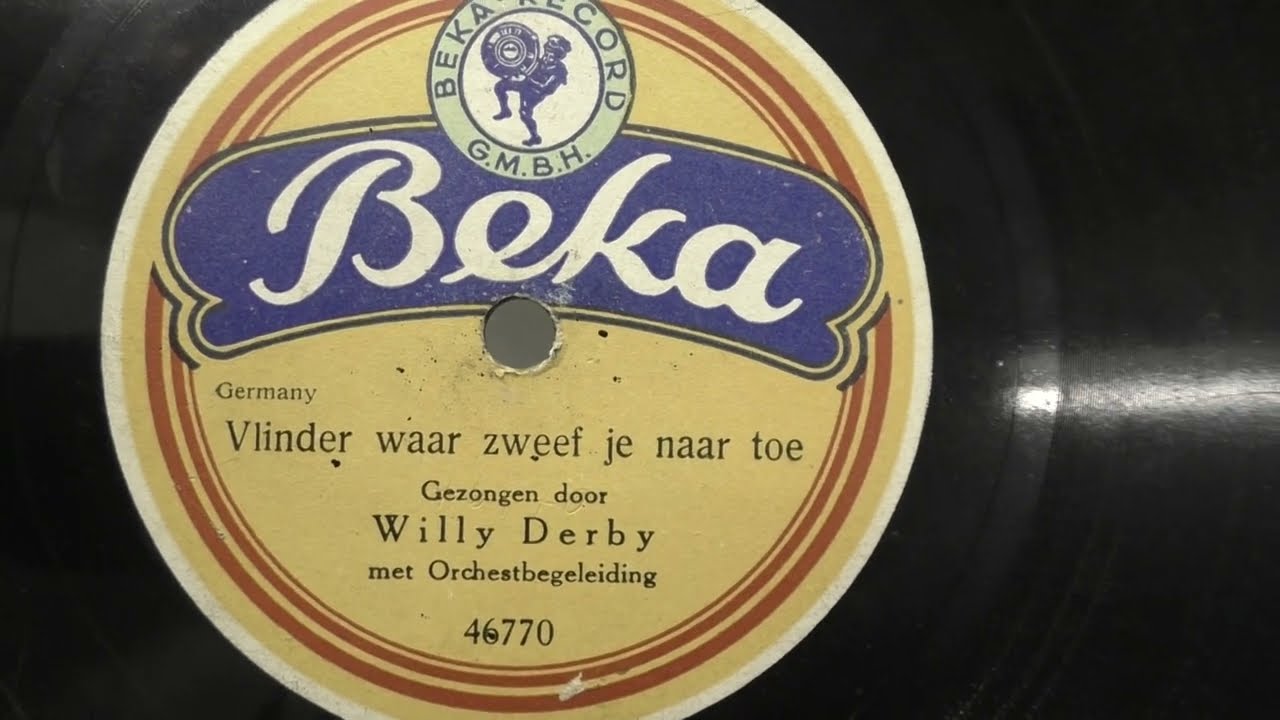 BEKA-RECORD
G.M.B.H.
Beka
Germany
Vlinder waar zweef je naar toe
Gezongen door
Willy Derby
met Orchestbegeleiding
46770